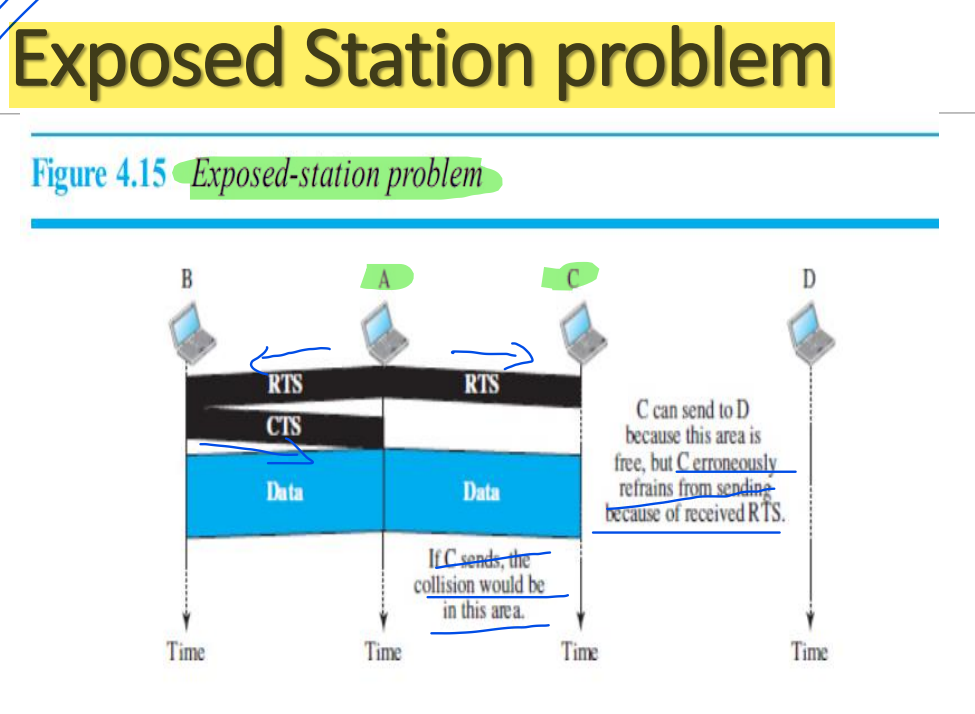 Exposed Station problem
Figure 4.15 Exposed-station problem
B A C D
RTS RTS
CTS
Data Data
C can send to D
because this area is
free, but C erroneously
refrains from sending
because of received RTS.
If C sends, the
collision would be
in this area.
Time Time Time Time